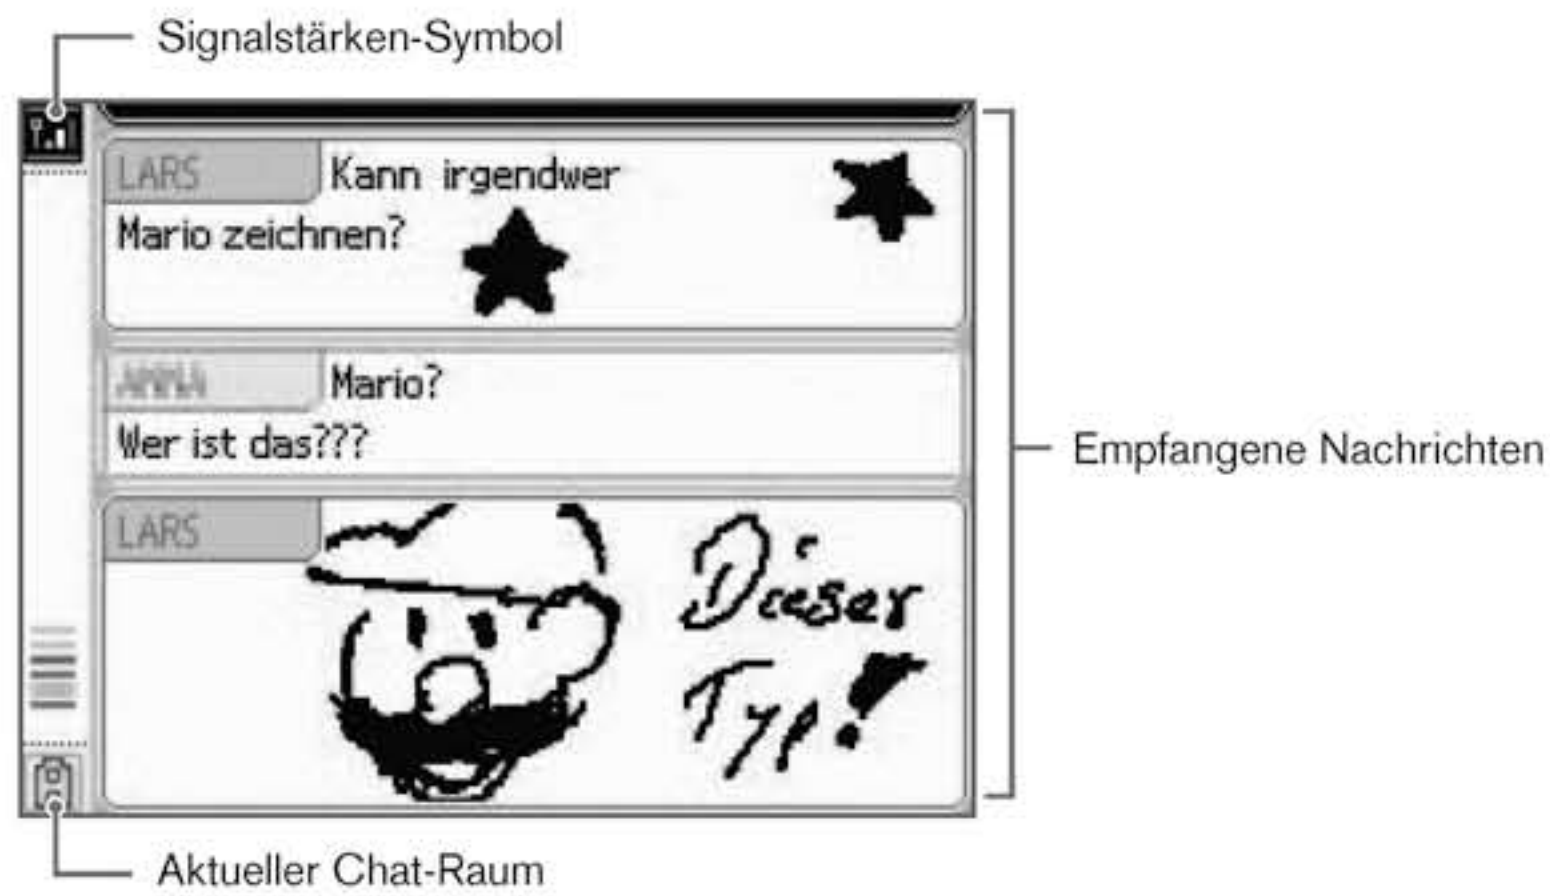 Signalstärken-Symbol
LARS Kann irgendwer
Mario zeichnen?
ANNA Mario?
Wer ist das???
Empfangene Nachrichten
LARS
Dieser
Typ!
Aktueller Chat-Raum